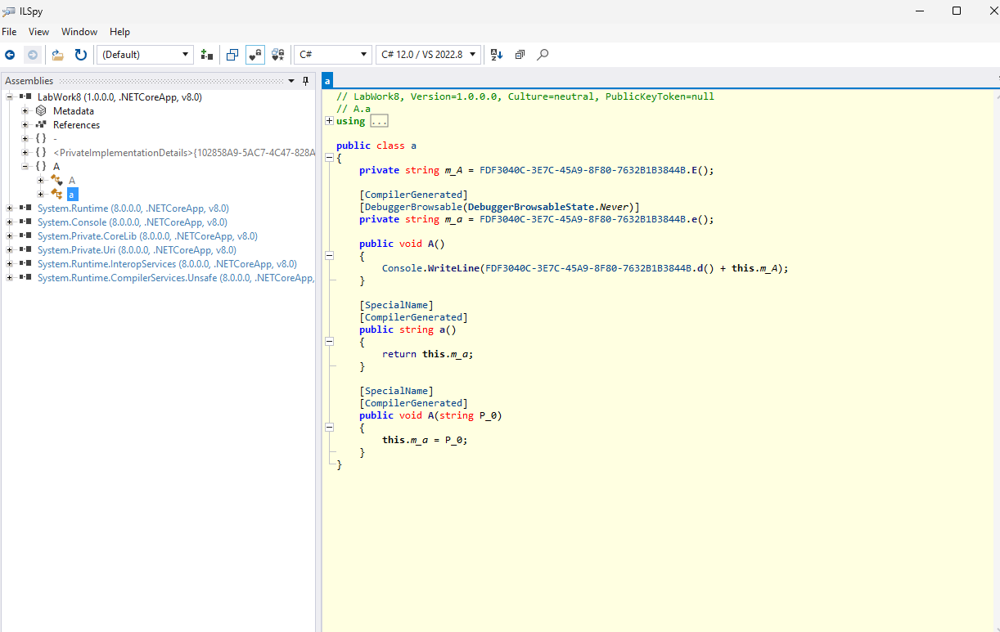 ILSpy
File View Window Help
(Default) C# C# 12.0 / VS 2022.8
Assemblies
LabWork8 (1.0.0.0, .NETCoreApp, v8.0)
Metadata
References
{ } -
{ } <PrivateImplementationDetails>{102858A9-5AC7-4C47-828A
{ } A
A
a
System.Runtime (8.0.0.0, .NETCoreApp, v8.0)
System.Console (8.0.0.0, .NETCoreApp, v8.0)
System.Private.CoreLib (8.0.0.0, .NETCoreApp, v8.0)
System.Private.Uri (8.0.0.0, .NETCoreApp, v8.0)
System.Runtime.InteropServices (8.0.0.0, .NETCoreApp, v8.0)
System.Runtime.CompilerServices.Unsafe (8.0.0.0, .NETCoreApp,
a
// LabWork8, Version=1.0.0.0, Culture=neutral, PublicKeyToken=null
// A.a
using ...
public class a
{
private string m_A = FDF3040C-3E7C-45A9-8F80-7632B1B3844B.E();
[CompilerGenerated]
[DebuggerBrowsable(DebuggerBrowsableState.Never)]
private string m_a = FDF3040C-3E7C-45A9-8F80-7632B1B3844B.e();
public void A()
{
Console.WriteLine(FDF3040C-3E7C-45A9-8F80-7632B1B3844B.d() + this.m_A);
}
[SpecialName]
[CompilerGenerated]
public string a()
{
return this.m_a;
}
[SpecialName]
[CompilerGenerated]
public void A(string P_0)
{
this.m_a = P_0;
}
}